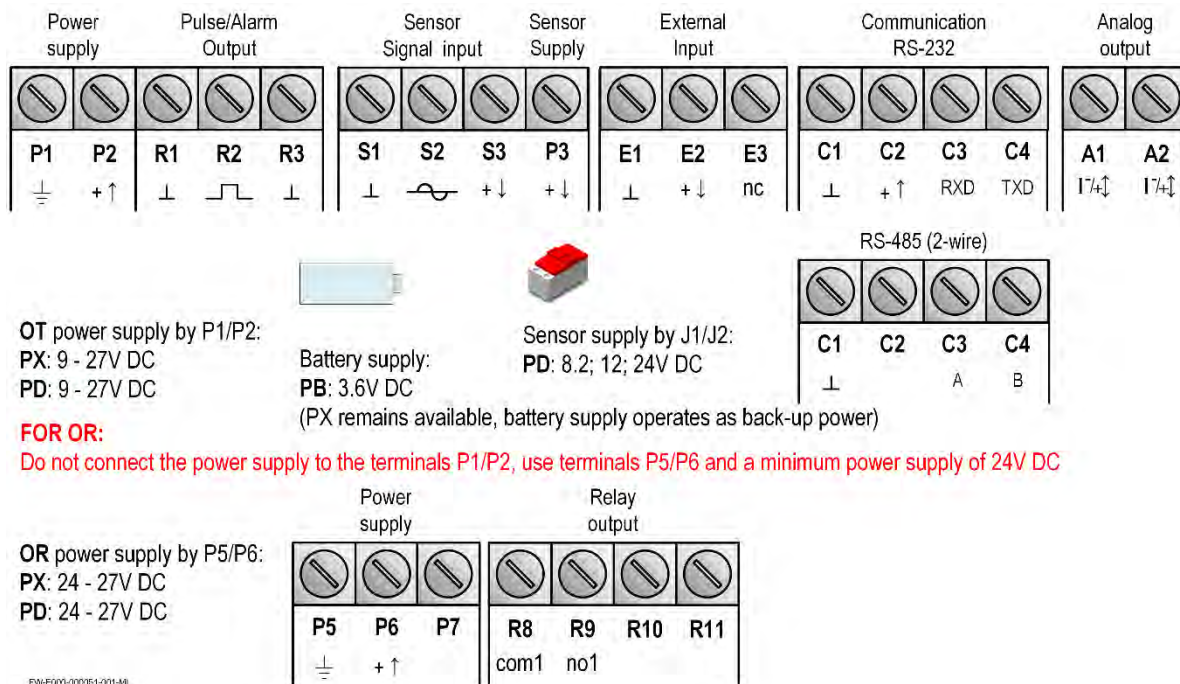 Power supply
Pulse/Alarm Output
Sensor Signal input
Sensor Supply
External Input
Communication RS-232
Analog output
P1 P2 R1 R2 R3 S1 S2 S3 P3 E1 E2 E3 C1 C2 C3 C4 A1 A2
+↑ +↓ +↓ +↓ nc +↑ RXD TXD I-/+↕ I-/+↕
RS-485 (2-wire)
C1 C2 C3 C4
A B
OT power supply by P1/P2:
PX: 9 - 27V DC
PD: 9 - 27V DC
Battery supply:
PB: 3.6V DC
(PX remains available, battery supply operates as back-up power)
Sensor supply by J1/J2:
PD: 8.2; 12; 24V DC
FOR OR:
Do not connect the power supply to the terminals P1/P2, use terminals P5/P6 and a minimum power supply of 24V DC
Power supply
Relay output
OR power supply by P5/P6:
PX: 24 - 27V DC
PD: 24 - 27V DC
P5 P6 P7 R8 R9 R10 R11
+↑ com1 no1